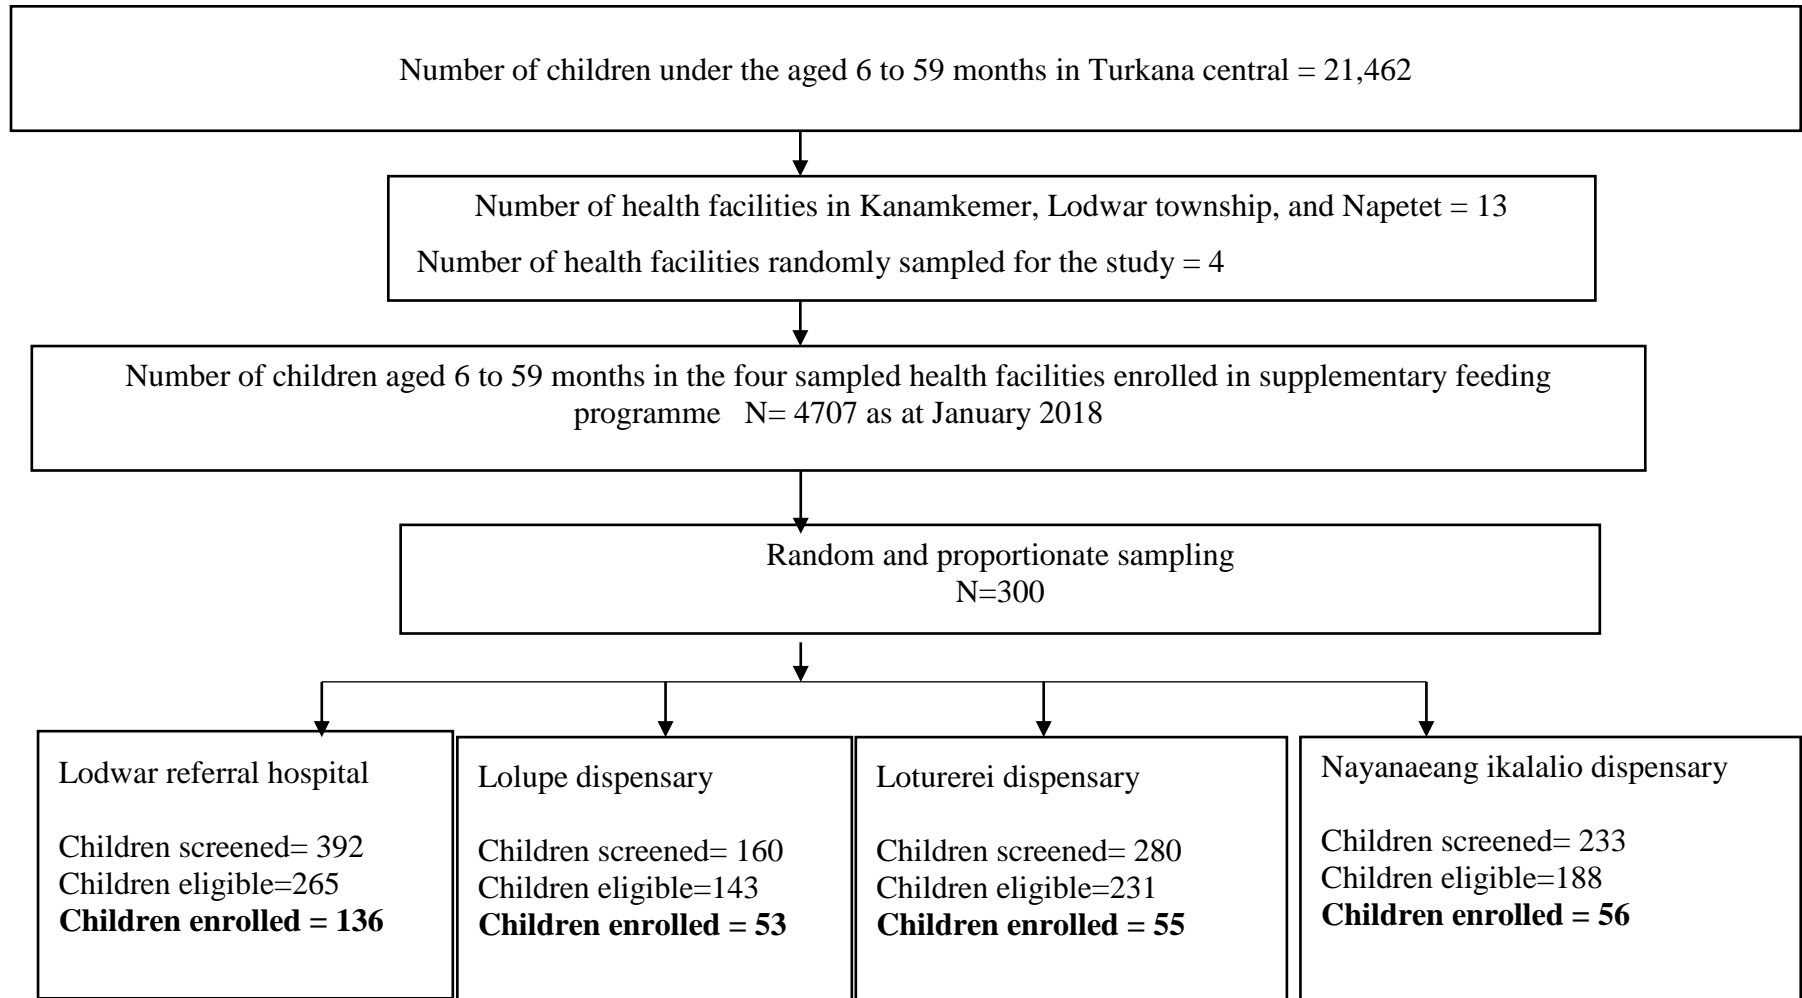 Number of children under the aged 6 to 59 months in Turkana central = 21,462
Number of health facilities in Kanamkemer, Lodwar township, and Napetet = 13
Number of health facilities randomly sampled for the study = 4
Number of children aged 6 to 59 months in the four sampled health facilities enrolled in supplementary feeding
programme N= 4707 as at January 2018
Random and proportionate sampling
N=300
Lodwar referral hospital
Children screened= 392
Children eligible=265
Children enrolled = 136
Lolupe dispensary
Children screened= 160
Children eligible=143
Children enrolled = 53
Loturerei dispensary
Children screened= 280
Children eligible=231
Children enrolled = 55
Nayanaeang ikalalio dispensary
Children screened= 233
Children eligible=188
Children enrolled = 56